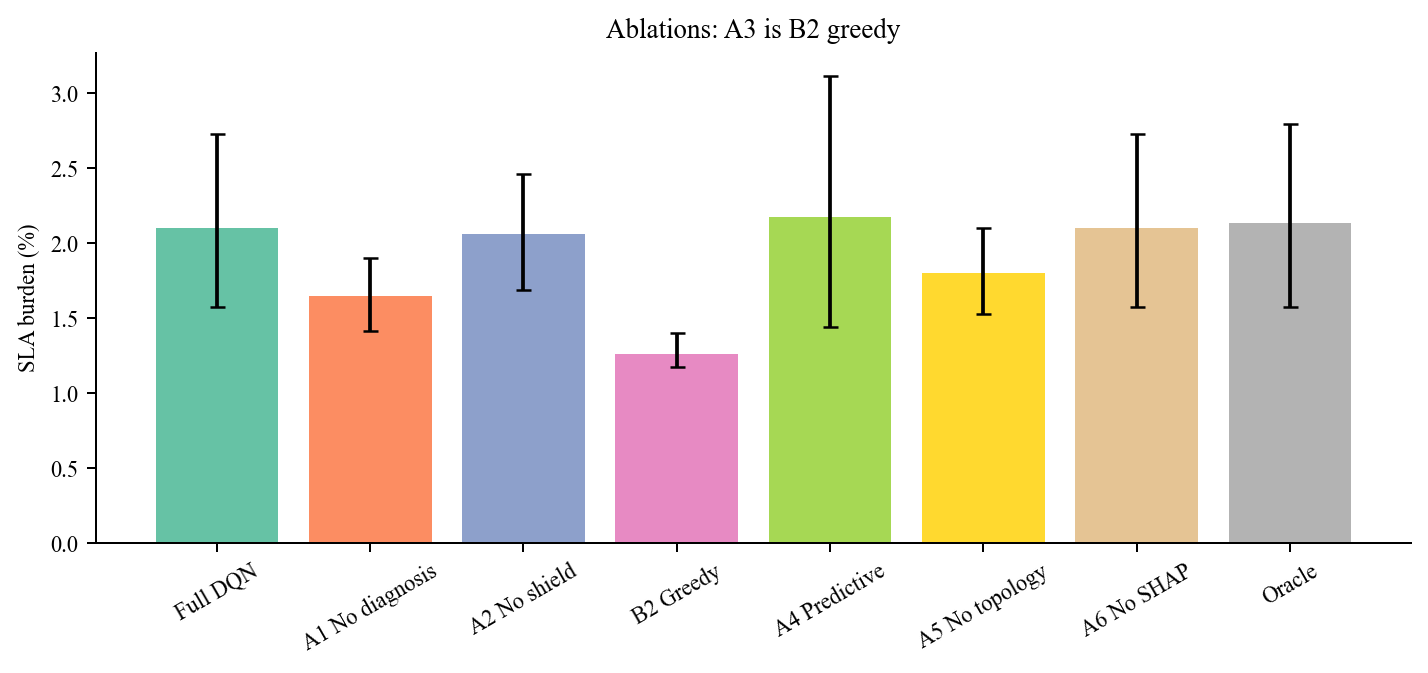 Ablations: A3 is B2 greedy
SLA burden (%)
3.0
2.5
2.0
1.5
1.0
0.5
0.0
Full DQN
A1 No diagnosis
A2 No shield
B2 Greedy
A4 Predictive
A5 No topology
A6 No SHAP
Oracle